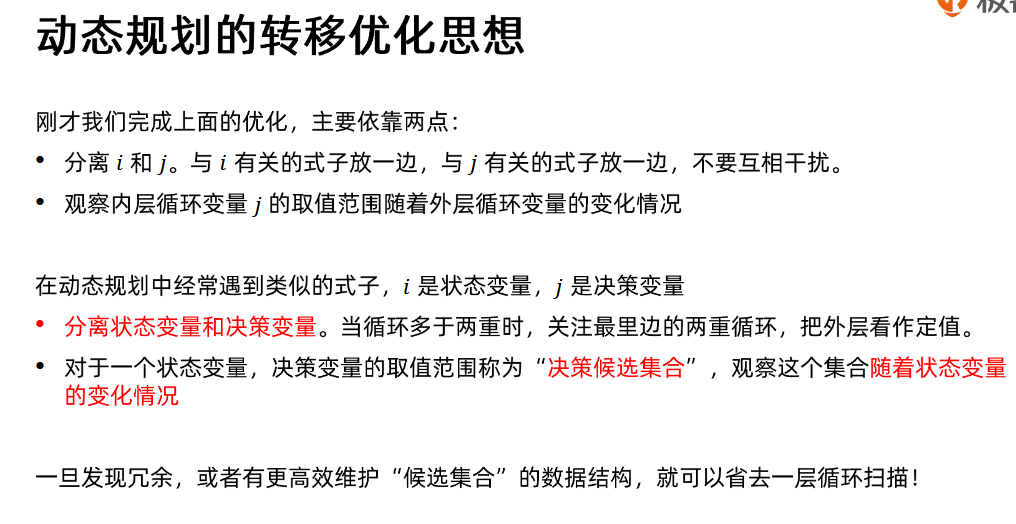 动态规划的转移优化思想
刚才我们完成上面的优化，主要依靠两点：
• 分离 i 和 j。与 i 有关的式子放一边，与 j 有关的式子放一边，不要互相干扰。
• 观察内层循环变量 j 的取值范围随着外层循环变量的变化情况
在动态规划中经常遇到类似的式子，i 是状态变量，j 是决策变量
• 分离状态变量和决策变量。当循环多于两重时，关注最里边的两重循环，把外层看作定值。
• 对于一个状态变量，决策变量的取值范围称为“决策候选集合”，观察这个集合随着状态变量
的变化情况
一旦发现冗余，或者有更高效维护“候选集合”的数据结构，就可以省去一层循环扫描！